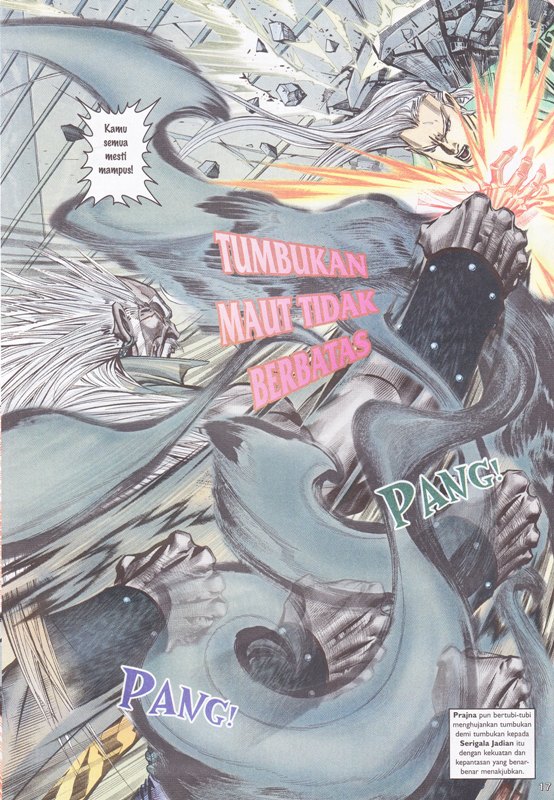 Kamu
semua
mesti
mampus!
TUMBUKAN
MAUT TIDAK
BERBATAS
PANG!
PANG!
Prajna pun bertubi-tubi
menghujankan tumbukan
demi tumbukan kepada
Serigala Jadian itu
dengan kekuatan dan
kepantasan yang benar-
benar menakjubkan.
17